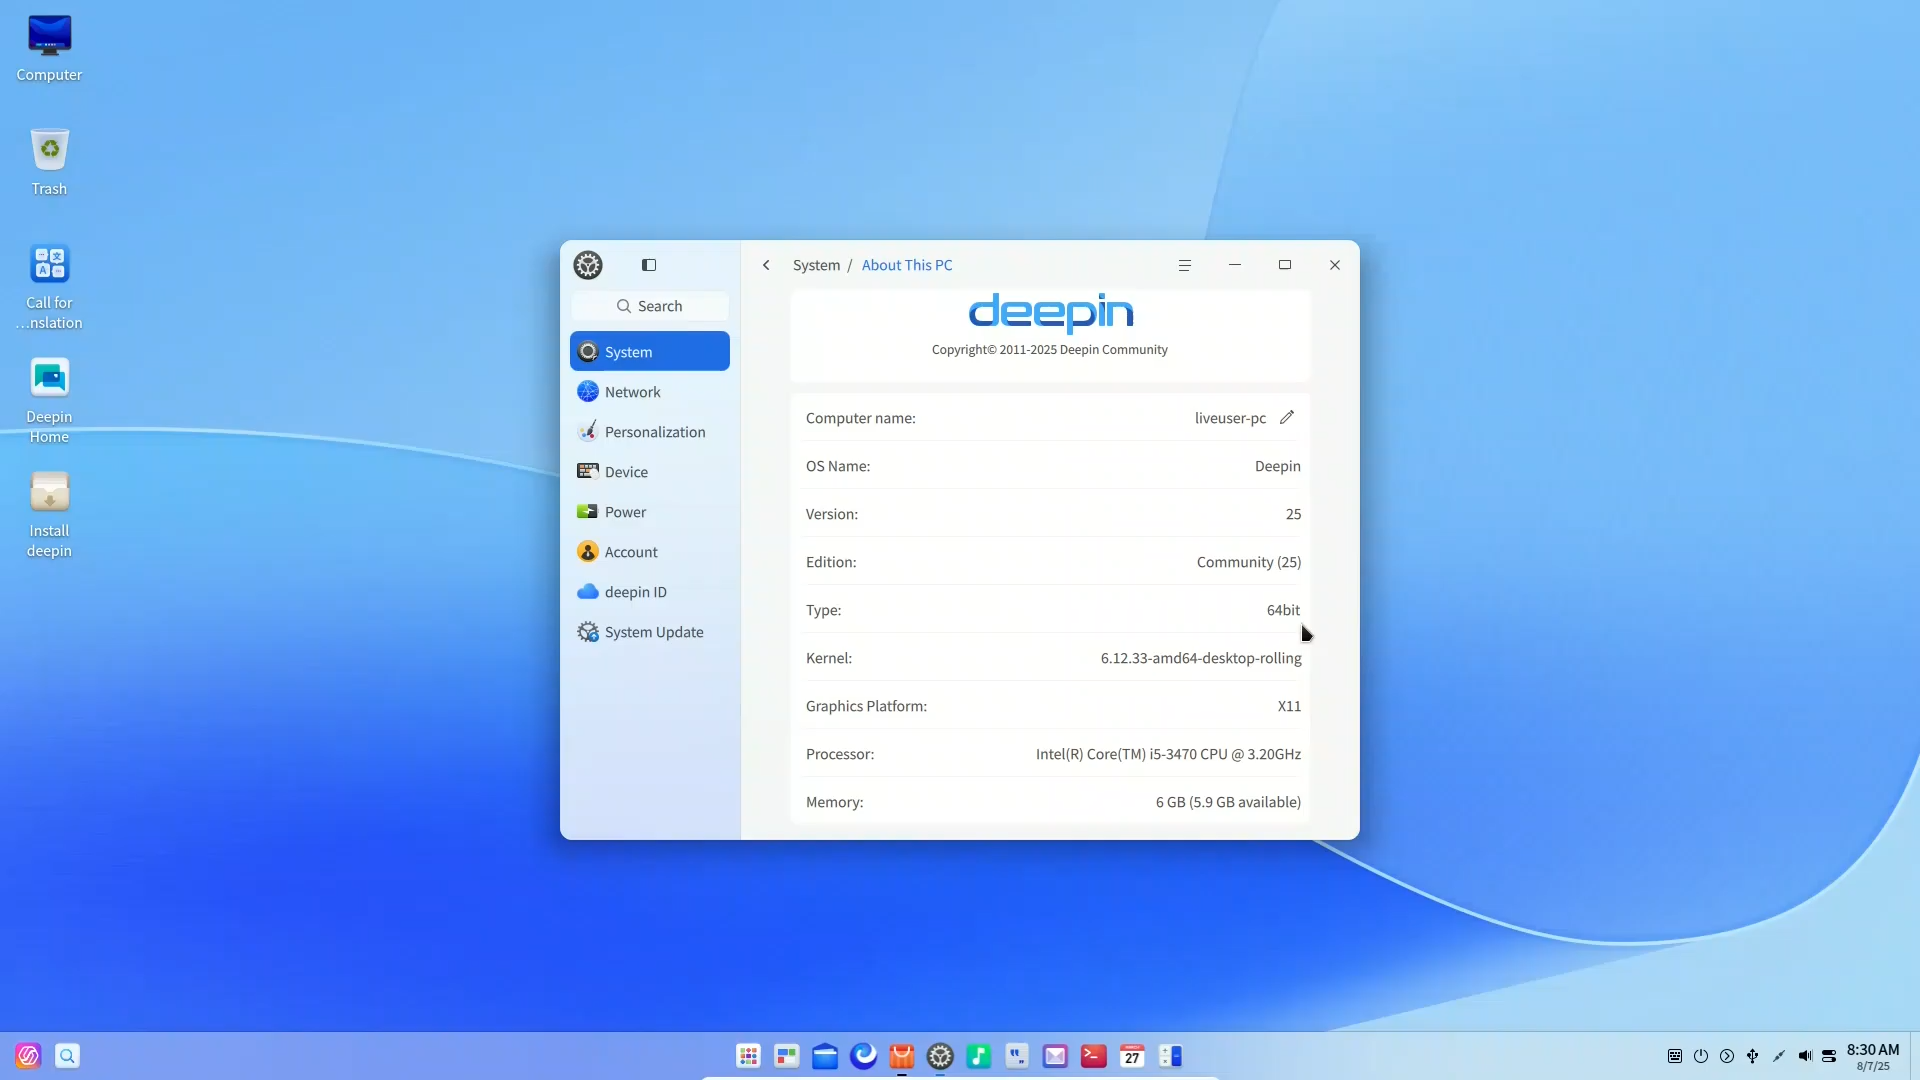 Computer
Trash
Call for
...nslation
Deepin
Home
Install
deepin
Search
System
Network
Personalization
Device
Power
Account
deepin ID
System Update
System / About This PC
deepin
Copyright© 2011-2025 Deepin Community
Computer name: liveuser-pc
OS Name: Deepin
Version: 25
Edition: Community (25)
Type: 64bit
Kernel: 6.12.33-amd64-desktop-rolling
Graphics Platform: X11
Processor: Intel(R) Core(TM) i5-3470 CPU @ 3.20GHz
Memory: 6 GB (5.9 GB available)
27
8:30 AM
8/7/25